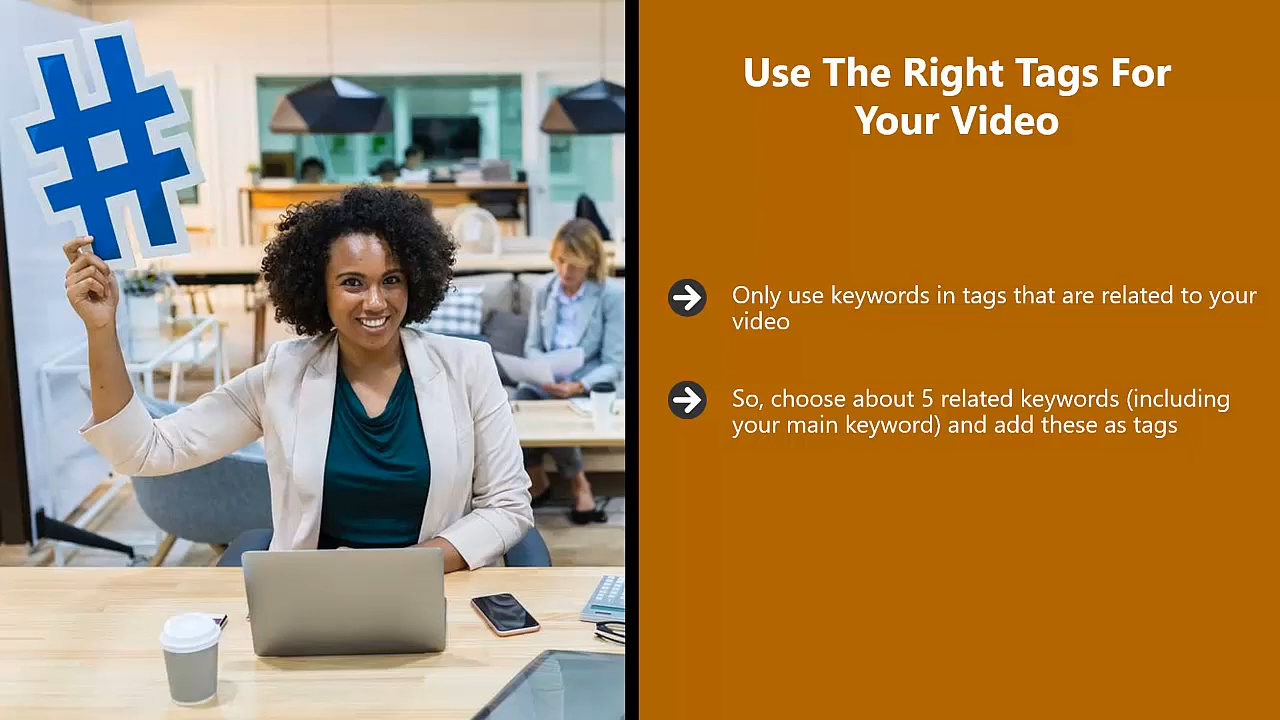 Use The Right Tags For
Your Video
Only use keywords in tags that are related to your
video
So, choose about 5 related keywords (including
your main keyword) and add these as tags